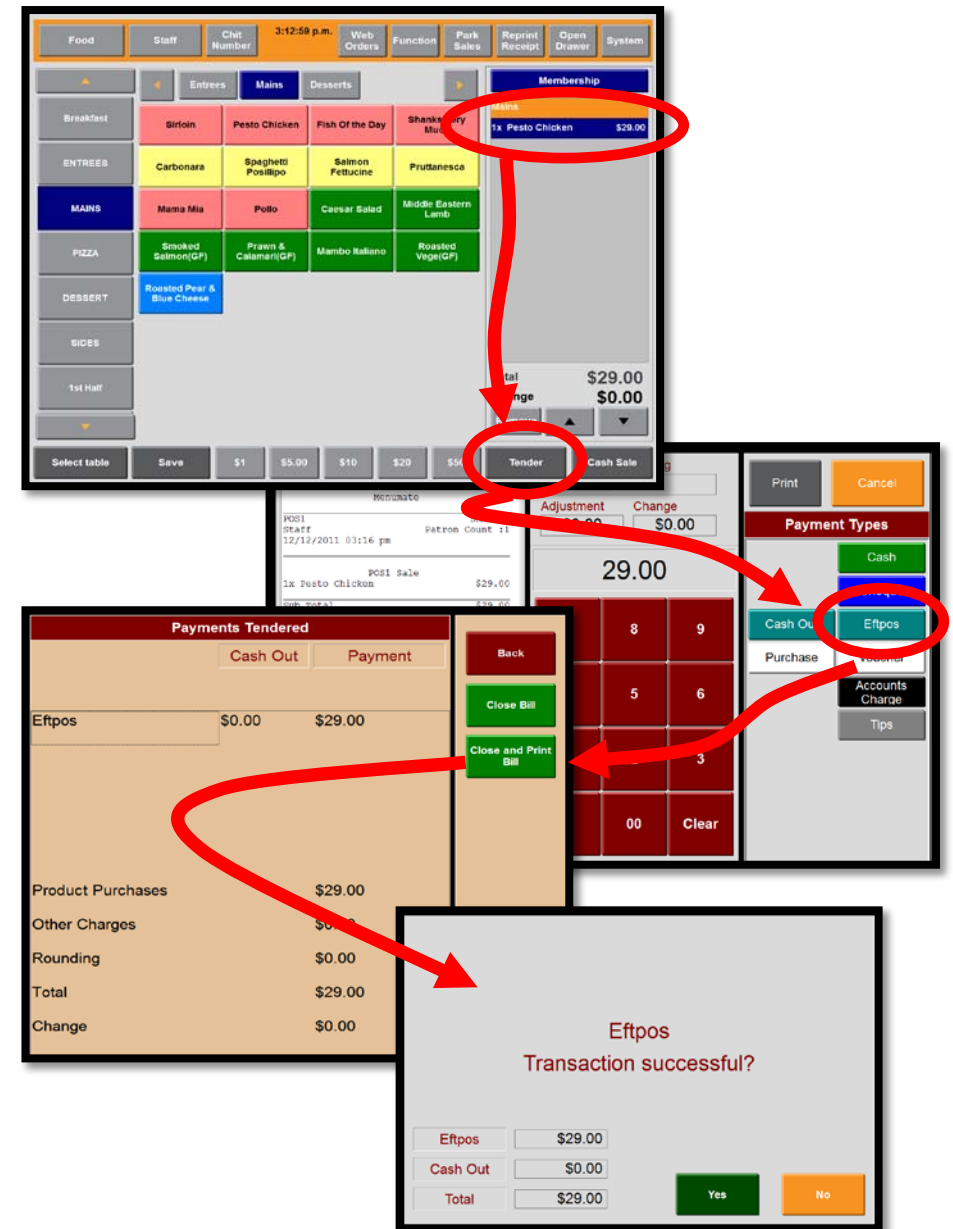 Food Staff Chit Number 3:12:59 p.m. Web Orders Function Park Sales Reprint Receipt Open Drawer System
Entrees Mains Desserts
Membership
Breakfast
ENTREES
MAINS
PIZZA
DESSERT
SIDES
1st Half
Sirloin Pesto Chicken Fish Of the Day
Carbonara Spaghetti Posillipo Salmon Fettucine Pruttanesca
Mama Mia Pollo Caesar Salad Middle Eastern Lamb
Smoked Salmon(GF) Prawn & Calamari(GF) Mambo Italiano Roasted Vege(GF)
Roasted Pear & Blue Cheese
Mains
1x Pesto Chicken $29.00
$29.00
$0.00
Select table Save $1 $5.00 $10 $20 Tender Cash Sale
Menumate
POS1
Staff Patron Count :1
12/12/2011 03:16 pm
POS1 Sale
1x Pesto Chicken $29.00
Sub Total $29.00
Adjustment Change
$0.00
29.00
8 9
5 6
3
00 Clear
Print Cancel
Payment Types
Cash
Cash Out Eftpos
Purchase Voucher
Accounts Charge
Tips
Payments Tendered
Cash Out Payment
Eftpos $0.00 $29.00
Back
Close Bill
Close and Print Bill
Product Purchases $29.00
Other Charges
Rounding $0.00
Total $29.00
Change $0.00
Eftpos
Transaction successful?
Eftpos $29.00
Cash Out $0.00
Total $29.00
Yes No